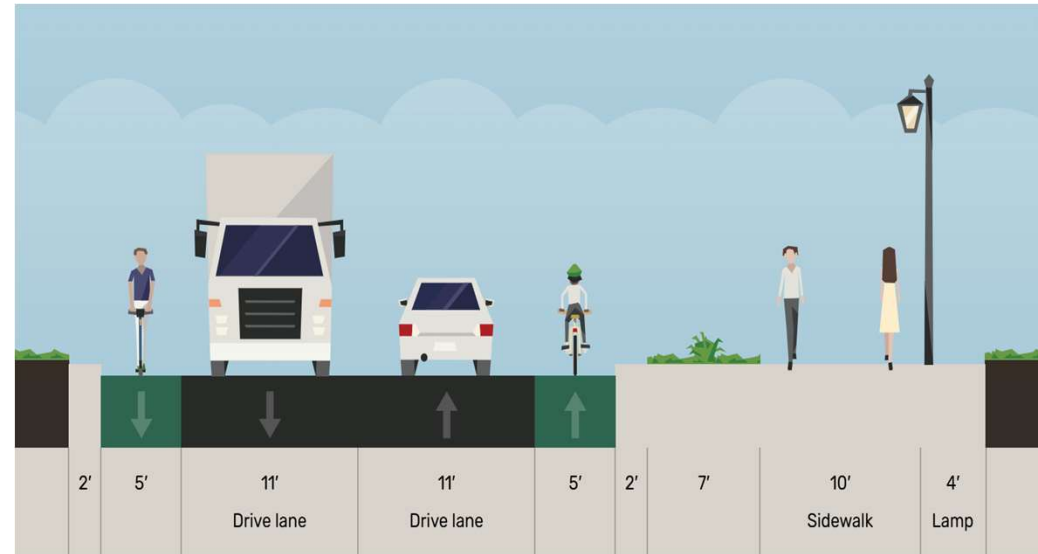 2′ 5′ 11′ 11′ 5′ 2′ 7′ 10′ 4′
Drive lane Drive lane Sidewalk Lamp